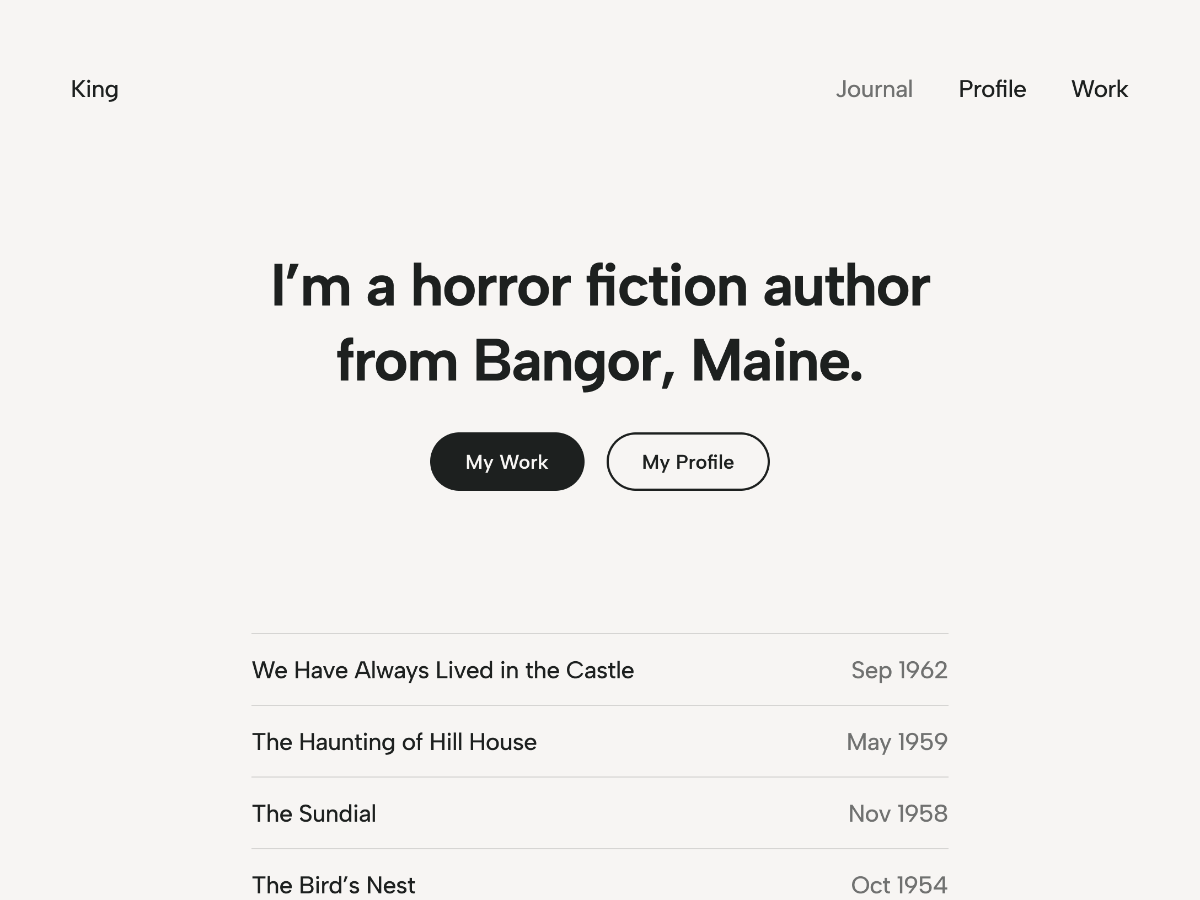 King
Journal Profile Work
I’m a horror fiction author
from Bangor, Maine.
My Work My Profile
We Have Always Lived in the Castle Sep 1962
The Haunting of Hill House May 1959
The Sundial Nov 1958
The Bird’s Nest Oct 1954